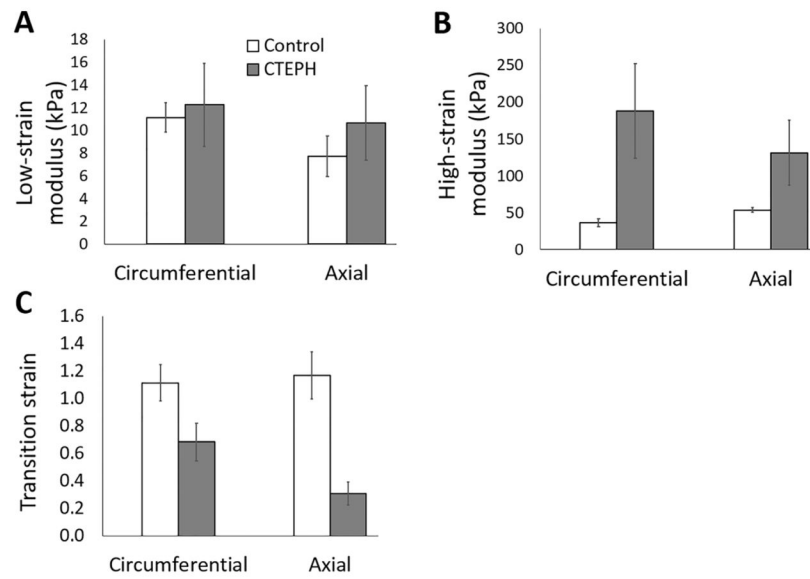 A
Low-strain
modulus (kPa)
18
16
14
12
10
8
6
4
2
0
Control
CTEPH
Circumferential
Axial
B
High-strain
modulus (kPa)
300
250
200
150
100
50
0
Circumferential
Axial
C
Transition strain
1.6
1.4
1.2
1.0
0.8
0.6
0.4
0.2
0.0
Circumferential
Axial